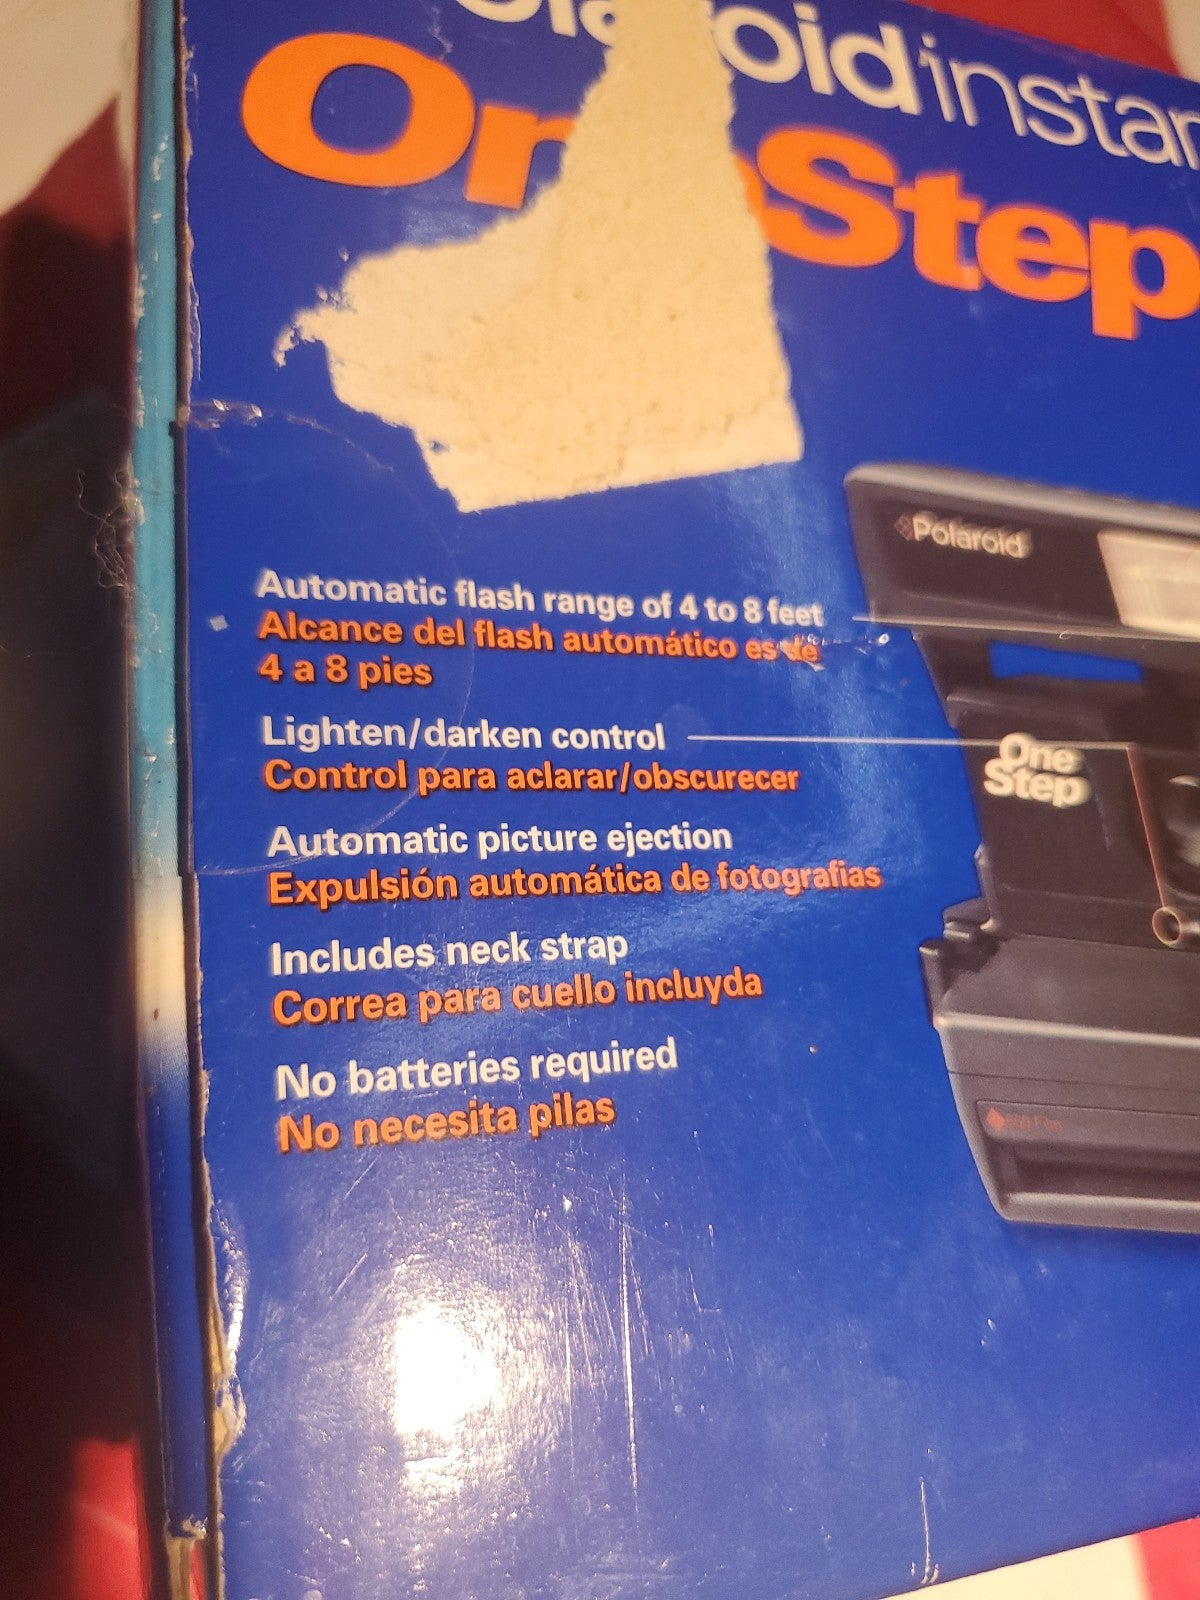 oidinstan
OneStep
Polaroid
Automatic flash range of 4 to 8 feet
Alcance del flash automático es de
4 a 8 pies
Lighten/darken control
Control para aclarar/obscurecer
One
Step
Automatic picture ejection
Expulsión automática de fotografias
Includes neck strap
Correa para cuello incluyda
No batteries required
No necesita pilas